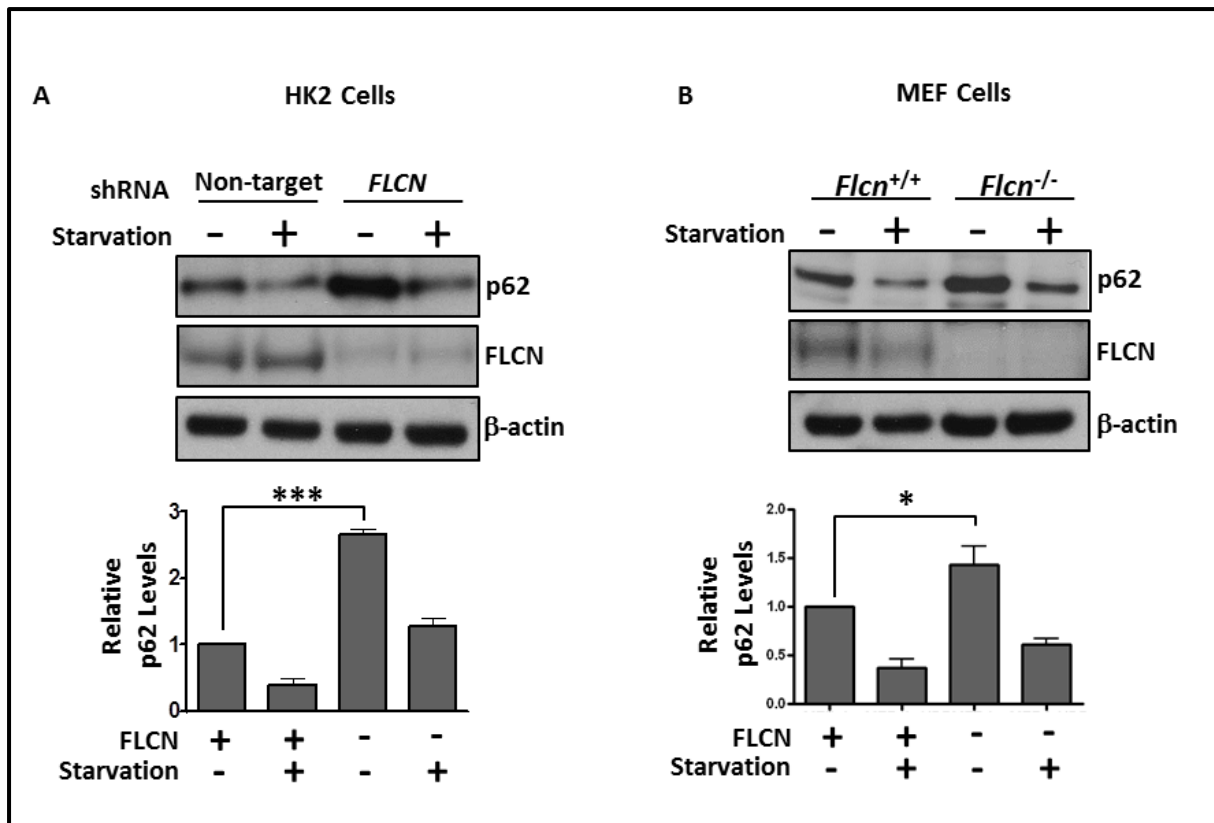 A
HK2 Cells
shRNA
Non-target
FLCN
Starvation - + - +
p62
FLCN
β-actin
***
Relative
p62 Levels
3
2
1
0
FLCN + + - -
Starvation - + - +
B
MEF Cells
Flcn+/+
Flcn-/-
Starvation - + - +
p62
FLCN
β-actin
*
Relative
p62 Levels
2.0
1.5
1.0
0.5
0.0
FLCN + + - -
Starvation - + - +